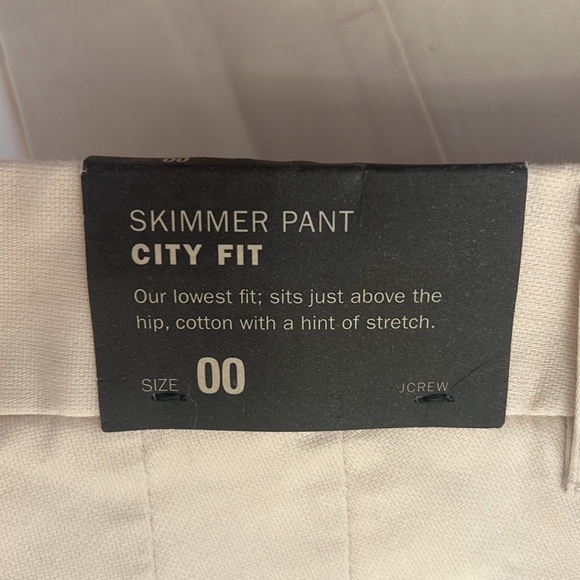 00
SKIMMER PANT
CITY FIT
Our lowest fit; sits just above the
hip, cotton with a hint of stretch.
SIZE 00
JCREW